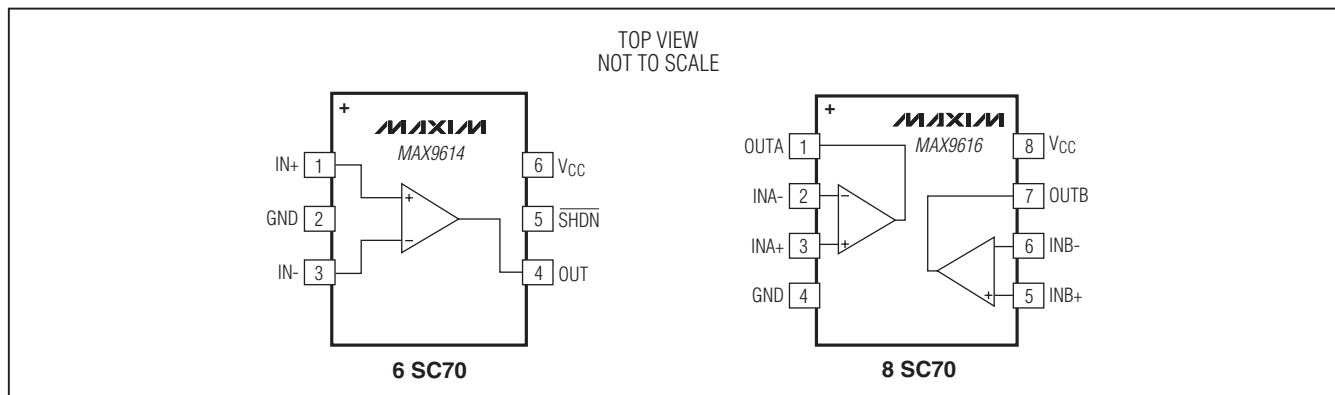 TOP VIEW
NOT TO SCALE
+
MAXIM
MAX9614
IN+ 1
GND 2
IN- 3
6 VCC
5 SHDN
4 OUT
+
−
6 SC70
+
MAXIM
MAX9616
OUTA 1
INA- 2
INA+ 3
GND 4
8 VCC
7 OUTB
6 INB-
5 INB+
−
+
−
+
8 SC70